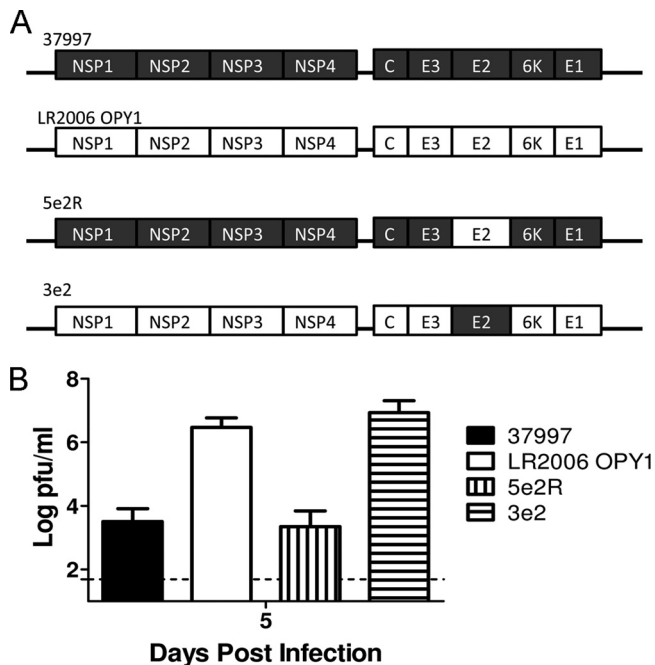 A
37997
NSP1 NSP2 NSP3 NSP4 C E3 E2 6K E1
LR2006 OPY1
NSP1 NSP2 NSP3 NSP4 C E3 E2 6K E1
5e2R
NSP1 NSP2 NSP3 NSP4 C E3 E2 6K E1
3e2
NSP1 NSP2 NSP3 NSP4 C E3 E2 6K E1
B
Log pfu/ml
8
6
4
2
5
Days Post Infection
37997
LR2006 OPY1
5e2R
3e2